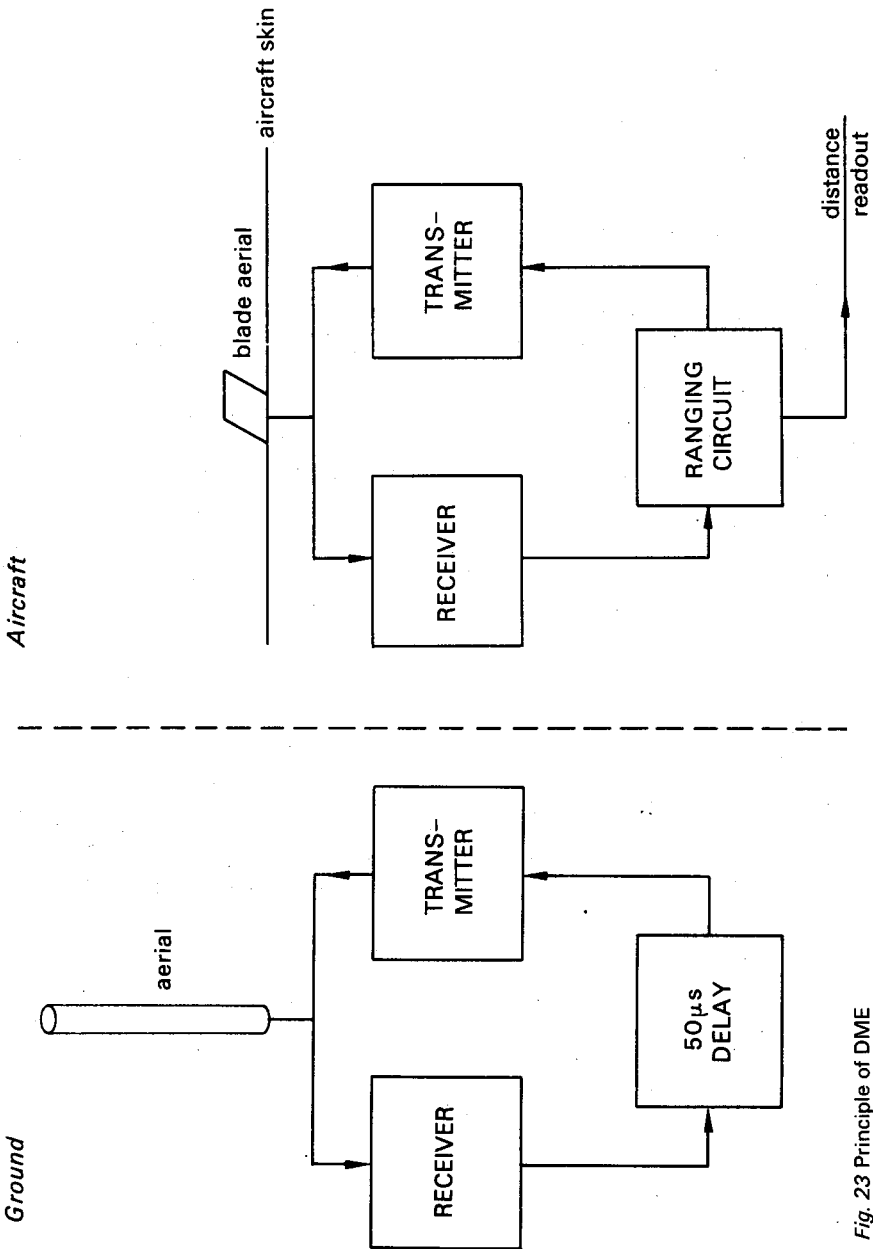 Ground
aerial
RECEIVER
TRANS-
MITTER
50μs
DELAY
Aircraft
blade aerial
aircraft skin
RECEIVER
TRANS-
MITTER
RANGING
CIRCUIT
distance
readout
Fig. 23 Principle of DME